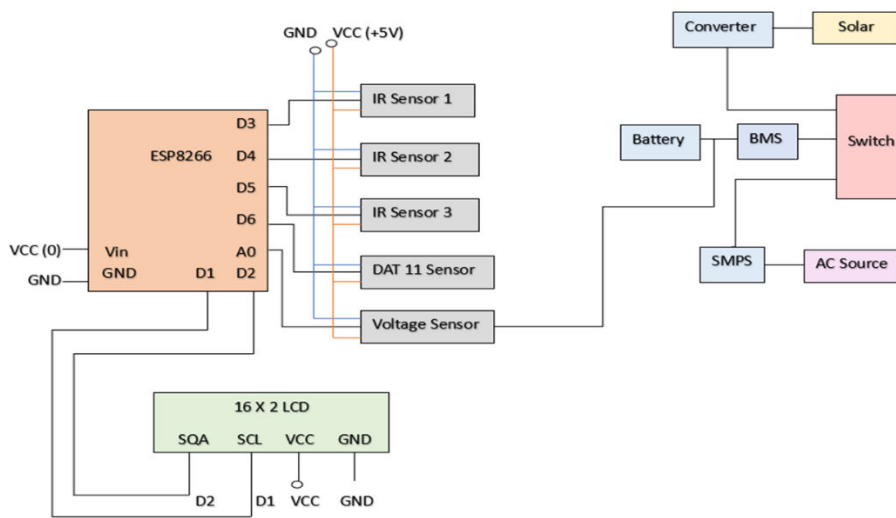 GND VCC (+5V)
Converter
Solar
IR Sensor 1
D3
ESP8266
D4
IR Sensor 2
Battery
BMS
Switch
D5
IR Sensor 3
D6
VCC (0)
Vin
A0
GND
GND
D1
D2
DAT 11 Sensor
SMPS
AC Source
Voltage Sensor
16 X 2 LCD
SQA SCL VCC GND
D2 D1 VCC GND